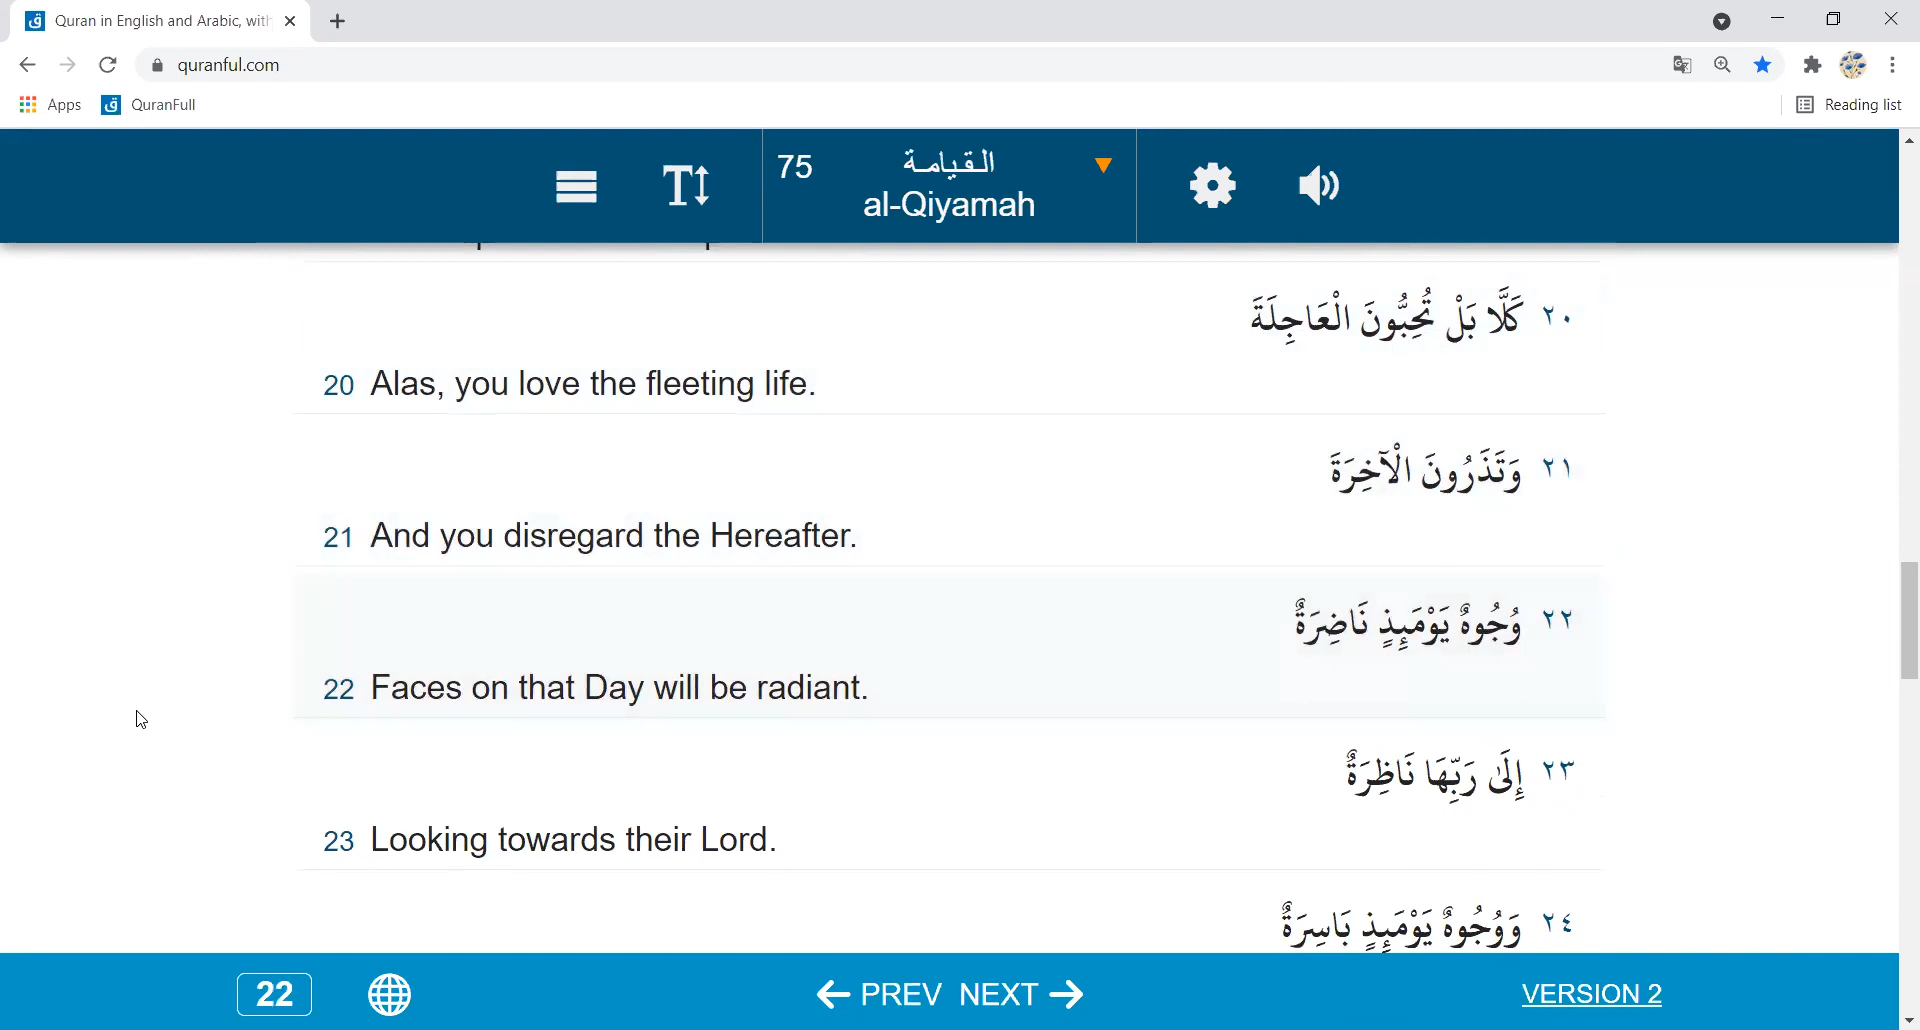 Quran in English and Arabic, with
quranful.com
Apps QuranFull
Reading list
75 القيامة
al-Qiyamah
٢٠ كَلَّا بَلْ تُحِبُّونَ الْعَاجِلَةَ
20 Alas, you love the fleeting life.
٢١ وَتَذَرُونَ الْآخِرَةَ
21 And you disregard the Hereafter.
٢٢ وُجُوهٌ يَوْمَئِذٍ نَاضِرَةٌ
22 Faces on that Day will be radiant.
٢٣ إِلَىٰ رَبِّهَا نَاظِرَةٌ
23 Looking towards their Lord.
٢٤ وَوُجُوهٌ يَوْمَئِذٍ بَاسِرَةٌ
22 PREV NEXT VERSION 2